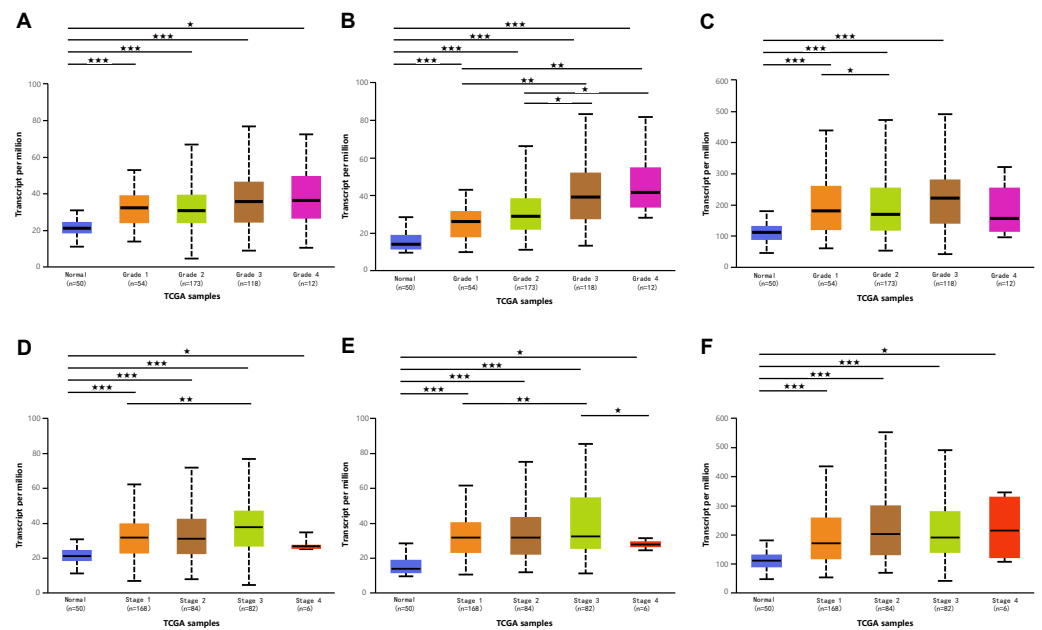 A
★
★★★
★★★
★★★
Transcript per million
100
80
60
40
20
0
Normal
(n=50)
Grade 1
(n=54)
Grade 2
(n=173)
Grade 3
(n=118)
Grade 4
(n=12)
TCGA samples
B
★★★
★★★
★★★
★★★
★★
★★
★
★
Transcript per million
100
80
60
40
20
0
Normal
(n=50)
Grade 1
(n=54)
Grade 2
(n=173)
Grade 3
(n=118)
Grade 4
(n=12)
TCGA samples
C
★★★
★★★
★★★
★
Transcript per million
600
500
400
300
200
100
0
Normal
(n=50)
Grade 1
(n=54)
Grade 2
(n=173)
Grade 3
(n=118)
Grade 4
(n=12)
TCGA samples
D
★
★★★
★★★
★★★
★★
Transcript per million
100
80
60
40
20
0
Normal
(n=50)
Stage 1
(n=168)
Stage 2
(n=84)
Stage 3
(n=82)
Stage 4
(n=6)
TCGA samples
E
★
★★★
★★★
★★★
★★
★
Transcript per million
100
80
60
40
20
0
Normal
(n=50)
Stage 1
(n=168)
Stage 2
(n=84)
Stage 3
(n=82)
Stage 4
(n=6)
TCGA samples
F
★
★★★
★★★
★★★
Transcript per million
600
500
400
300
200
100
0
Normal
(n=50)
Stage 1
(n=168)
Stage 2
(n=84)
Stage 3
(n=82)
Stage 4
(n=6)
TCGA samples